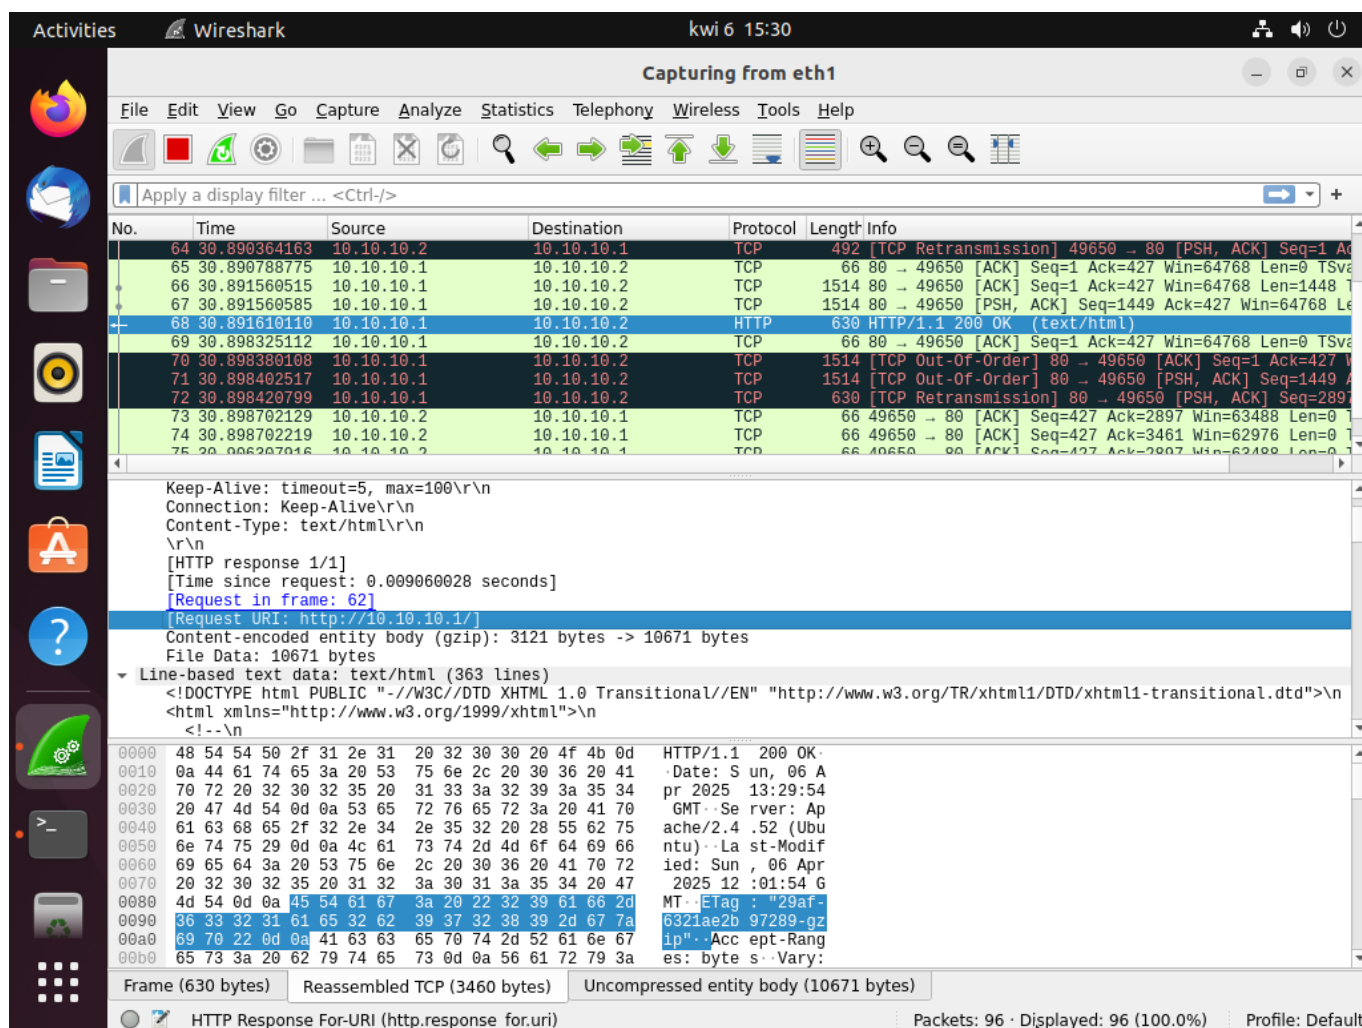 Activities Wireshark kwi 6 15:30
Capturing from eth1
File Edit View Go Capture Analyze Statistics Telephony Wireless Tools Help
Apply a display filter ... <Ctrl-/>
No. Time Source Destination Protocol Length Info
64 30.890364163 10.10.10.2 10.10.10.1 TCP 492 [TCP Retransmission] 49650 → 80 [PSH, ACK] Seq=1 Ac
65 30.890788775 10.10.10.1 10.10.10.2 TCP 66 80 → 49650 [ACK] Seq=1 Ack=427 Win=64768 Len=0 TSva
66 30.891560515 10.10.10.1 10.10.10.2 TCP 1514 80 → 49650 [ACK] Seq=1 Ack=427 Win=64768 Len=1448 T
67 30.891560585 10.10.10.1 10.10.10.2 TCP 1514 80 → 49650 [PSH, ACK] Seq=1449 Ack=427 Win=64768 Le
68 30.891610110 10.10.10.1 10.10.10.2 HTTP 630 HTTP/1.1 200 OK (text/html)
69 30.898325112 10.10.10.1 10.10.10.2 TCP 66 80 → 49650 [ACK] Seq=1 Ack=427 Win=64768 Len=0 TSva
70 30.898380108 10.10.10.1 10.10.10.2 TCP 1514 [TCP Out-Of-Order] 80 → 49650 [ACK] Seq=1 Ack=427 W
71 30.898402517 10.10.10.1 10.10.10.2 TCP 1514 [TCP Out-Of-Order] 80 → 49650 [PSH, ACK] Seq=1449 A
72 30.898420799 10.10.10.1 10.10.10.2 TCP 630 [TCP Retransmission] 80 → 49650 [PSH, ACK] Seq=2897
73 30.898702129 10.10.10.2 10.10.10.1 TCP 66 49650 → 80 [ACK] Seq=427 Ack=2897 Win=63488 Len=0 T
74 30.898702219 10.10.10.2 10.10.10.1 TCP 66 49650 → 80 [ACK] Seq=427 Ack=3461 Win=62976 Len=0 T
75 30.906307916 10.10.10.2 10.10.10.1 TCP 66 49650 → 80 [ACK] Seq=427 Ack=2897 Win=63488 Len=0 T
Keep-Alive: timeout=5, max=100\r\n
Connection: Keep-Alive\r\n
Content-Type: text/html\r\n
\r\n
[HTTP response 1/1]
[Time since request: 0.009060028 seconds]
[Request in frame: 62]
[Request URI: http://10.10.10.1/]
Content-encoded entity body (gzip): 3121 bytes -> 10671 bytes
File Data: 10671 bytes
Line-based text data: text/html (363 lines)
<!DOCTYPE html PUBLIC "-//W3C//DTD XHTML 1.0 Transitional//EN" "http://www.w3.org/TR/xhtml1/DTD/xhtml1-transitional.dtd">\n
<html xmlns="http://www.w3.org/1999/xhtml">\n
<!--\n
0000 48 54 54 50 2f 31 2e 31 20 32 30 30 20 4f 4b 0d HTTP/1.1 200 OK·
0010 0a 44 61 74 65 3a 20 53 75 6e 2c 20 30 36 20 41 ·Date: S un, 06 A
0020 70 72 20 32 30 32 35 20 31 33 3a 32 39 3a 35 34 pr 2025 13:29:54
0030 20 47 4d 54 0d 0a 53 65 72 76 65 72 3a 20 41 70 GMT··Se rver: Ap
0040 61 63 68 65 2f 32 2e 34 2e 35 32 20 28 55 62 75 ache/2.4 .52 (Ubu
0050 6e 74 75 29 0d 0a 4c 61 73 74 2d 4d 6f 64 69 66 ntu)··La st-Modif
0060 69 65 64 3a 20 53 75 6e 2c 20 30 36 20 41 70 72 ied: Sun , 06 Apr
0070 20 32 30 32 35 20 31 32 3a 30 31 3a 35 34 20 47 2025 12 :01:54 G
0080 4d 54 0d 0a 45 54 61 67 3a 20 22 32 39 61 66 2d MT··ETag : "29af-
0090 36 33 32 31 61 65 32 62 39 37 32 38 39 2d 67 7a 6321ae2b 97289-gz
00a0 69 70 22 0d 0a 41 63 63 65 70 74 2d 52 61 6e 67 ip"··Acc ept-Rang
00b0 65 73 3a 20 62 79 74 65 73 0d 0a 56 61 72 79 3a es: byte s··Vary:
Frame (630 bytes) Reassembled TCP (3460 bytes) Uncompressed entity body (10671 bytes)
HTTP Response For-URI (http.response_for.uri) Packets: 96 · Displayed: 96 (100.0%) Profile: Default